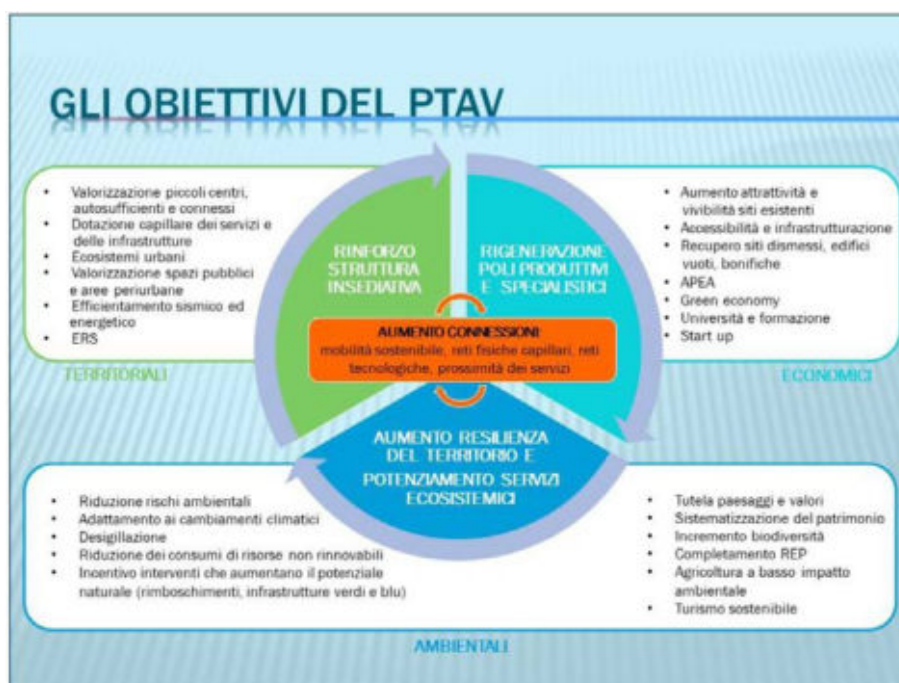 GLI OBIETTIVI DEL PTAV
• Valorizzazione piccoli centri,
autosufficienti e connessi
• Dotazione capillare dei servizi e
delle infrastrutture
• Ecosistemi urbani
• Valorizzazione spazi pubblici
e aree periurbane
• Efficientamento sismico ed
energetico
• ERS
TERRITORIALI
RINFORZO
STRUTTURA
INSEDIATIVA
RIGENERAZIONE
POLI PRODUTTIVI
E SPECIALISTICI
• Aumento attrattività e
vivibilità siti esistenti
• Accessibilità e infrastrutturazione
• Recupero siti dismessi, edifici
vuoti, bonifiche
• APEA
• Green economy
• Università e formazione
• Start up
ECONOMICI
AUMENTO CONNESSIONI:
mobilità sostenibile, reti fisiche capillari, reti
tecnologiche, prossimità dei servizi
AUMENTO RESILIENZA
DEL TERRITORIO E
POTENZIAMENTO SERVIZI
ECOSISTEMICI
• Riduzione rischi ambientali
• Adattamento ai cambiamenti climatici
• Desigillazione
• Riduzione dei consumi di risorse non rinnovabili
• Incentivo interventi che aumentano il potenziale
naturale (rimboschimenti, infrastrutture verdi e blu)
• Tutela paesaggi e valori
• Sistematizzazione del patrimonio
• Incremento biodiversità
• Completamento REP
• Agricoltura a basso impatto
ambientale
• Turismo sostenibile
AMBIENTALI